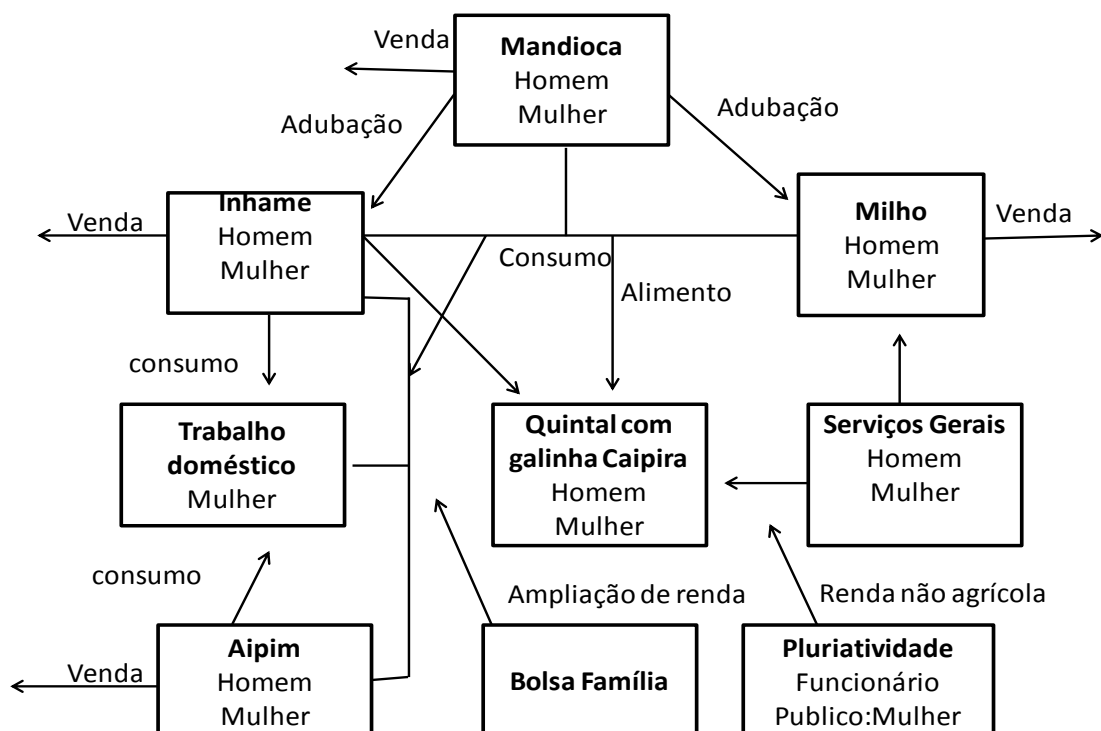 Venda
Mandioca
Homem
Mulher
Adubação
Adubação
Venda
Inhame
Homem
Mulher
Consumo
Alimento
Milho
Homem
Mulher
Venda
consumo
Trabalho
doméstico
Mulher
Quintal com
galinha Caipira
Homem
Mulher
Serviços Gerais
Homem
Mulher
consumo
Ampliação de renda
Renda não agrícola
Venda
Aipim
Homem
Mulher
Bolsa Família
Pluriatividade
Funcionário
Publico:Mulher